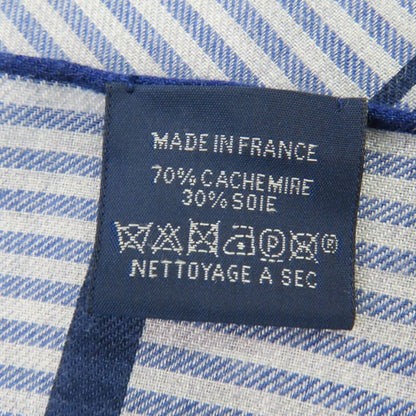 MADE IN FRANCE
70% CACHEMIRE
30% SOIE
P ®
NETTOYAGE A SEC